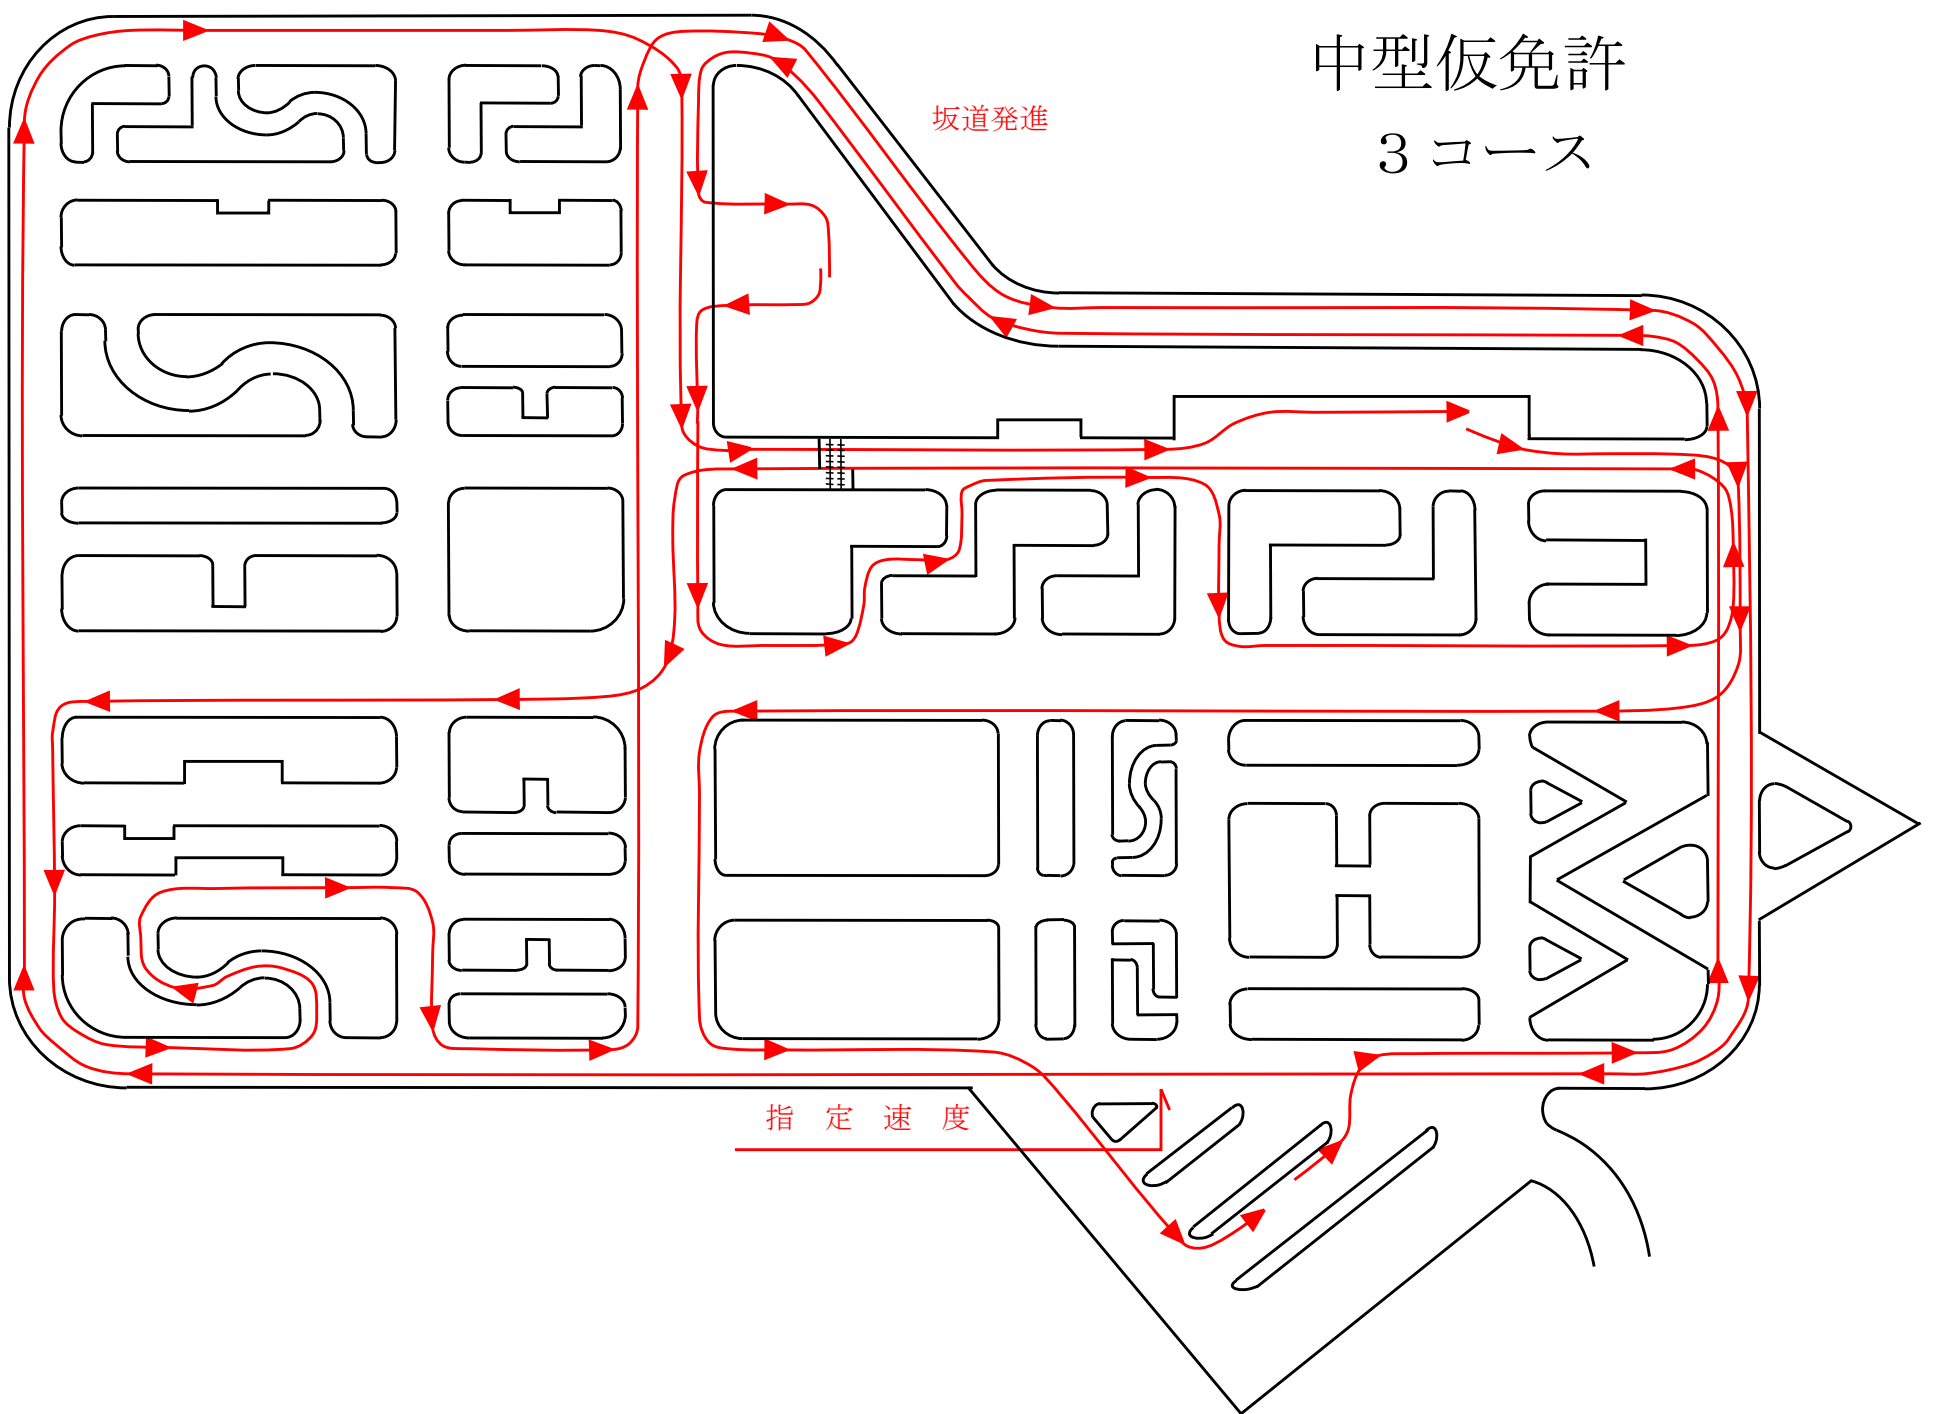 中型仮免許
３コース
坂道発進
指　定　速　度